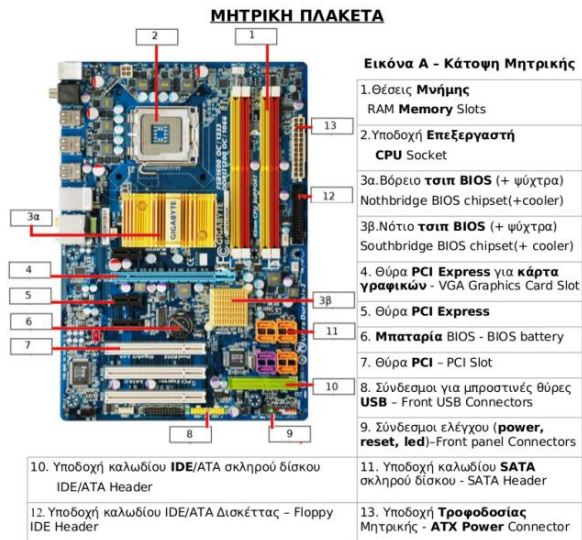 ΜΗΤΡΙΚΗ ΠΛΑΚΕΤΑ
2
1
13
12
3α
4
5
6
7
3β
11
10
8
9
GIGABYTE
GIGABYTE
Εικόνα Α – Κάτοψη Μητρικής
1.Θέσεις Μνήμης
RAM Memory Slots
2.Υποδοχή Επεξεργαστή
CPU Socket
3α.Βόρειο τσιπ BIOS (+ ψύχτρα)
Nothbridge BIOS chipset(+cooler)
3β.Νότιο τσιπ BIOS (+ ψύχτρα)
Southbridge BIOS chipset(+ cooler)
4. Θύρα PCI Express για κάρτα
γραφικών - VGA Graphics Card Slot
5. Θύρα PCI Express
6. Μπαταρία BIOS - BIOS battery
7. Θύρα PCI – PCI Slot
8. Σύνδεσμοι για μπροστινές θύρες
USB – Front USB Connectors
9. Σύνδεσμοι ελέγχου (power,
reset, led)–Front panel Connectors
10. Υποδοχή καλωδίου IDE/ATA σκληρού δίσκου
IDE/ATA Header
11. Υποδοχή καλωδίου SATA
σκληρού δίσκου - SATA Header
12. Υποδοχή καλωδίου IDE/ATA Δισκέττας – Floppy
IDE Header
13. Υποδοχή Τροφοδοσίας
Μητρικής - ATX Power Connector